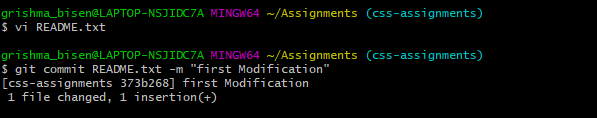 grishma_bisen@LAPTOP-NSJIDC7A MINGW64 ~/Assignments (css-assignments)
$ vi README.txt
grishma_bisen@LAPTOP-NSJIDC7A MINGW64 ~/Assignments (css-assignments)
$ git commit README.txt -m "first Modification"
[css-assignments 373b268] first Modification
 1 file changed, 1 insertion(+)